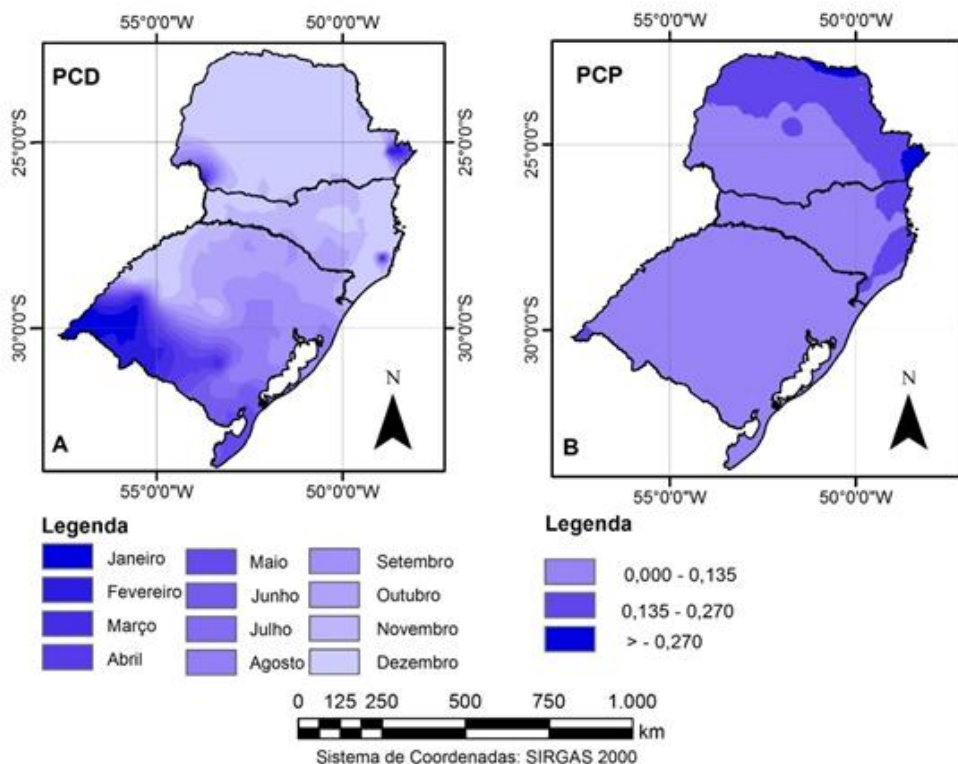 55°0'0"W 50°0'0"W
PCD
25°0'0"S
30°0'0"S
N
A
55°0'0"W 50°0'0"W
55°0'0"W 50°0'0"W
PCP
25°0'0"S
30°0'0"S
N
B
55°0'0"W 50°0'0"W
Legenda
Janeiro
Fevereiro
Março
Abril
Maio
Junho
Julho
Agosto
Setembro
Outubro
Novembro
Dezembro
Legenda
0,000 - 0,135
0,135 - 0,270
> - 0,270
0 125 250 500 750 1.000
km
Sistema de Coordenadas: SIRGAS 2000